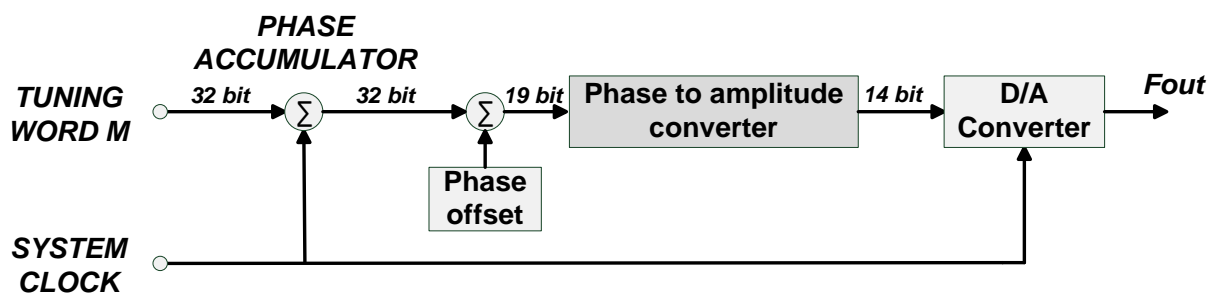 PHASE
ACCUMULATOR
TUNING
WORD M
32 bit
Σ
32 bit
Σ
19 bit
Phase to amplitude
converter
14 bit
D/A
Converter
Fout
Phase
offset
SYSTEM
CLOCK